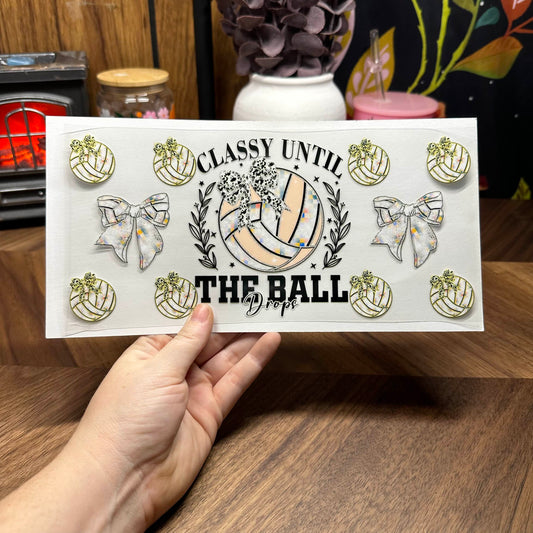 CLASSY UNTIL
THE BALL
Drops